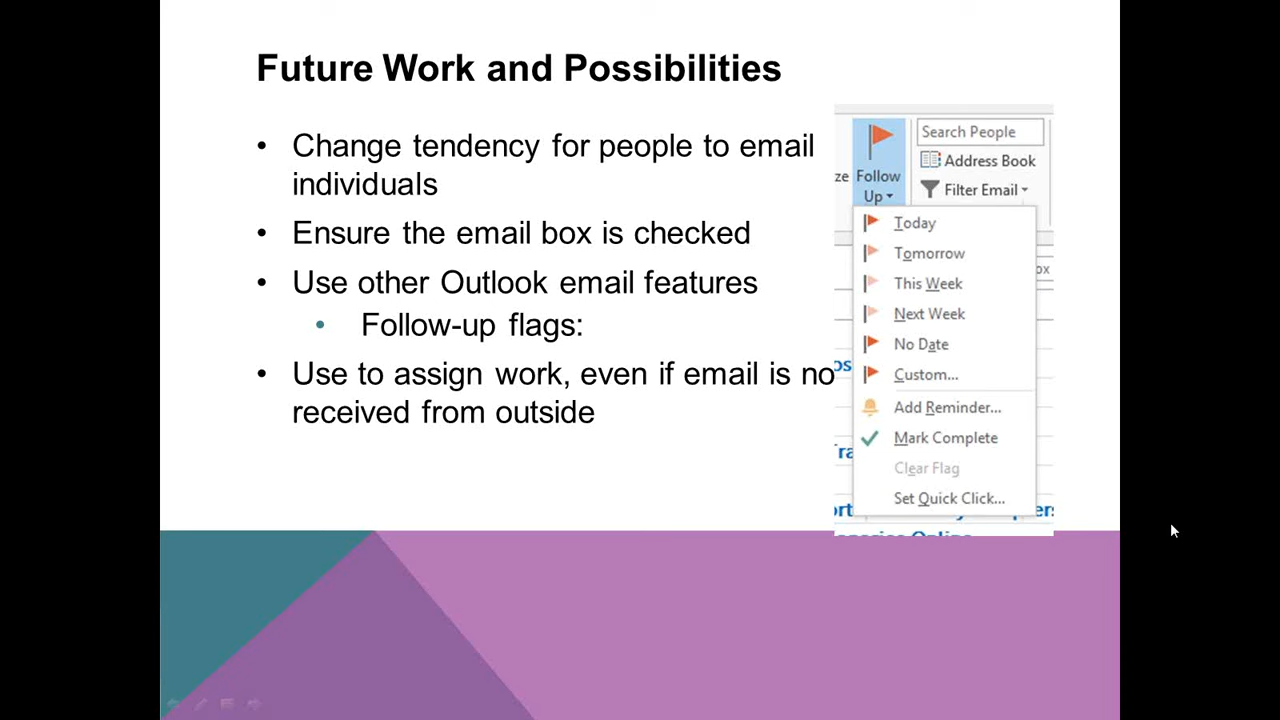 Future Work and Possibilities
• Change tendency for people to email
individuals
• Ensure the email box is checked
• Use other Outlook email features
• Follow-up flags:
• Use to assign work, even if email is no
received from outside
Search People
Address Book
Filter Email
ze Follow
Up
Today
Tomorrow
This Week
Next Week
No Date
Custom...
Add Reminder...
Mark Complete
Clear Flag
Set Quick Click...